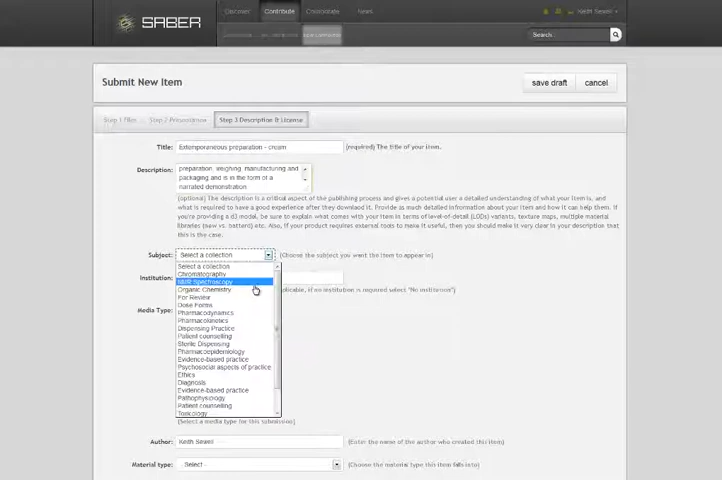 SABER
Discover Contribute Collaborate News
Keith Sewell
Search...
Submit New Item
save draft cancel
Step 1 Files Step 2 Step 3 Description & License
Title: Extemporaneous preparation - cream (required) The title of your item.
Description: preparation, weighing, manufacturing and
packaging and is in the form of a
narrated demonstration.
(optional) The description is a critical aspect of the publishing process and gives a potential user a detailed understanding of what your item is, and
what is required to have a good experience after they download it. Provide as much detailed information about your item and how it can help them. If
you're providing a d3 model, be sure to explain what comes with your item in terms of level-of-detail (LODs) variants, texture maps, multiple material
libraries (new vs. battered) etc. Also, if your product requires external tools to make it useful, then you should make it very clear in your description that
this is the case.
Subject: Select a collection (Choose the subject you want the item to appear in)
Select a collection
Chromatography
NMR Spectroscopy
Organic Chemistry
For Review
Dose Forms
Pharmacodynamics
Pharmacokinetics
Dispensing Practice
Patient counselling
Sterile Dispensing
Pharmacoepidemiology
Evidence-based practice
Psychosocial aspects of practice
Ethics
Diagnosis
Evidence-based practice
Pathophysiology
Patient counselling
Toxicology
Institution: applicable, if no institution is required select "No institution")
Media Type:
(Select a media type for this submission)
Author: Keith Sewell (Enter the name of the author who created this item)
Material type: - Select - (Choose the material type this item falls into)